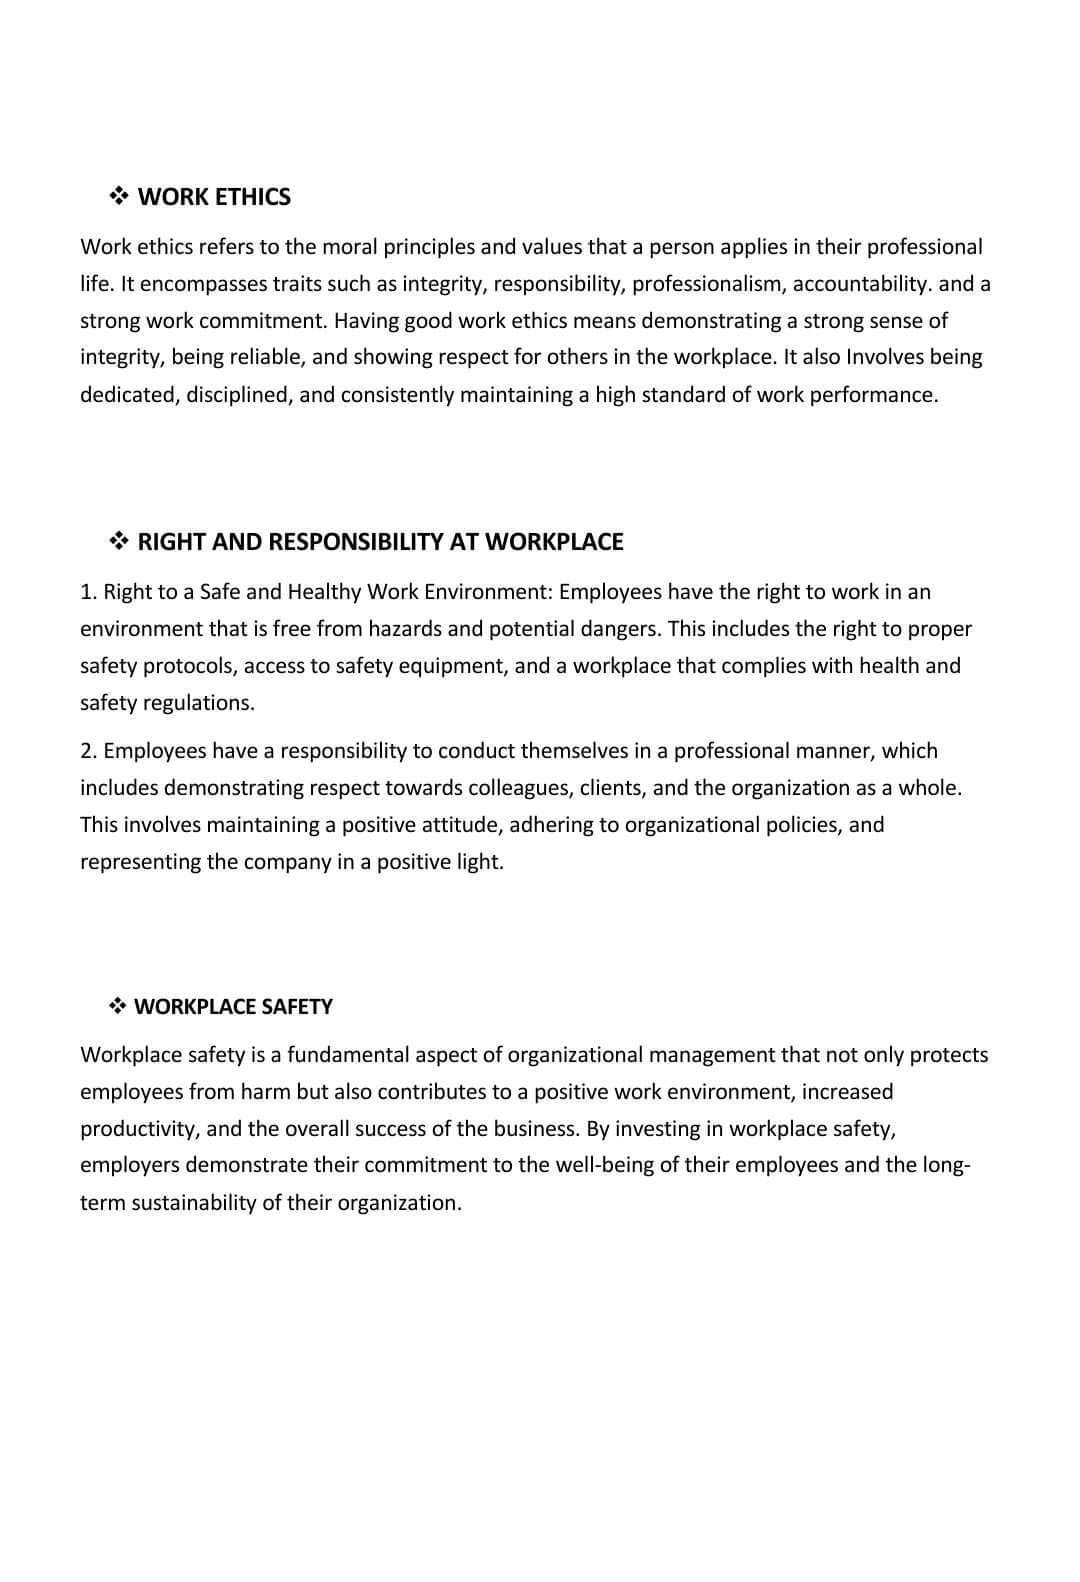 ❖ WORK ETHICS
Work ethics refers to the moral principles and values that a person applies in their professional
life. It encompasses traits such as integrity, responsibility, professionalism, accountability. and a
strong work commitment. Having good work ethics means demonstrating a strong sense of
integrity, being reliable, and showing respect for others in the workplace. It also Involves being
dedicated, disciplined, and consistently maintaining a high standard of work performance.
❖ RIGHT AND RESPONSIBILITY AT WORKPLACE
1. Right to a Safe and Healthy Work Environment: Employees have the right to work in an
environment that is free from hazards and potential dangers. This includes the right to proper
safety protocols, access to safety equipment, and a workplace that complies with health and
safety regulations.
2. Employees have a responsibility to conduct themselves in a professional manner, which
includes demonstrating respect towards colleagues, clients, and the organization as a whole.
This involves maintaining a positive attitude, adhering to organizational policies, and
representing the company in a positive light.
❖ WORKPLACE SAFETY
Workplace safety is a fundamental aspect of organizational management that not only protects
employees from harm but also contributes to a positive work environment, increased
productivity, and the overall success of the business. By investing in workplace safety,
employers demonstrate their commitment to the well-being of their employees and the long-
term sustainability of their organization.